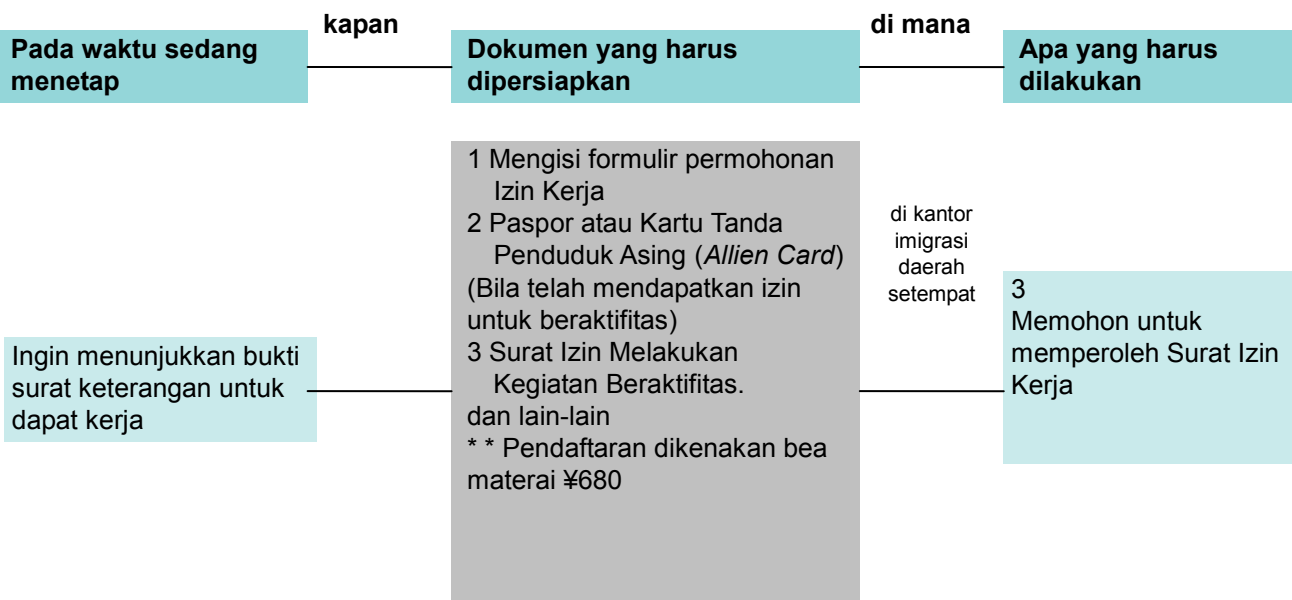 kapan
di mana
Pada waktu sedang
menetap
Dokumen yang harus
dipersiapkan
Apa yang harus
dilakukan
Ingin menunjukkan bukti
surat keterangan untuk
dapat kerja
1 Mengisi formulir permohonan
Izin Kerja
2 Paspor atau Kartu Tanda
Penduduk Asing (Allien Card)
(Bila telah mendapatkan izin
untuk beraktifitas)
3 Surat Izin Melakukan
Kegiatan Beraktifitas.
dan lain-lain
* * Pendaftaran dikenakan bea
materai ¥680
di kantor
imigrasi
daerah
setempat
3
Memohon untuk
memperoleh Surat Izin
Kerja